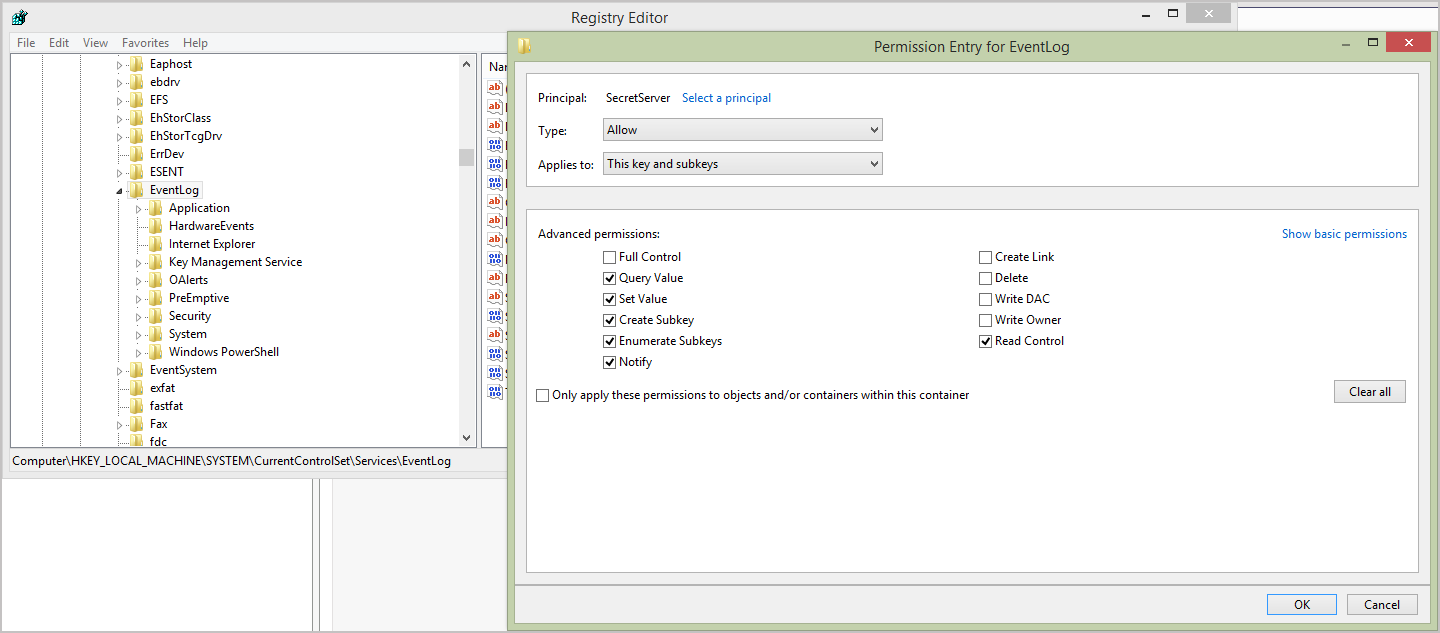 Registry Editor
File Edit View Favorites Help
Eaphost
ebdrv
EFS
EhStorClass
EhStorTcgDrv
ErrDev
ESENT
EventLog
Application
HardwareEvents
Internet Explorer
Key Management Service
OAlerts
PreEmptive
Security
System
Windows PowerShell
EventSystem
exfat
fastfat
Fax
fdc
Computer\HKEY_LOCAL_MACHINE\SYSTEM\CurrentControlSet\Services\EventLog
Permission Entry for EventLog
Principal: SecretServer Select a principal
Type: Allow
Applies to: This key and subkeys
Advanced permissions: Show basic permissions
Full Control Create Link
Query Value Delete
Set Value Write DAC
Create Subkey Write Owner
Enumerate Subkeys Read Control
Notify
Only apply these permissions to objects and/or containers within this container
Clear all
OK Cancel